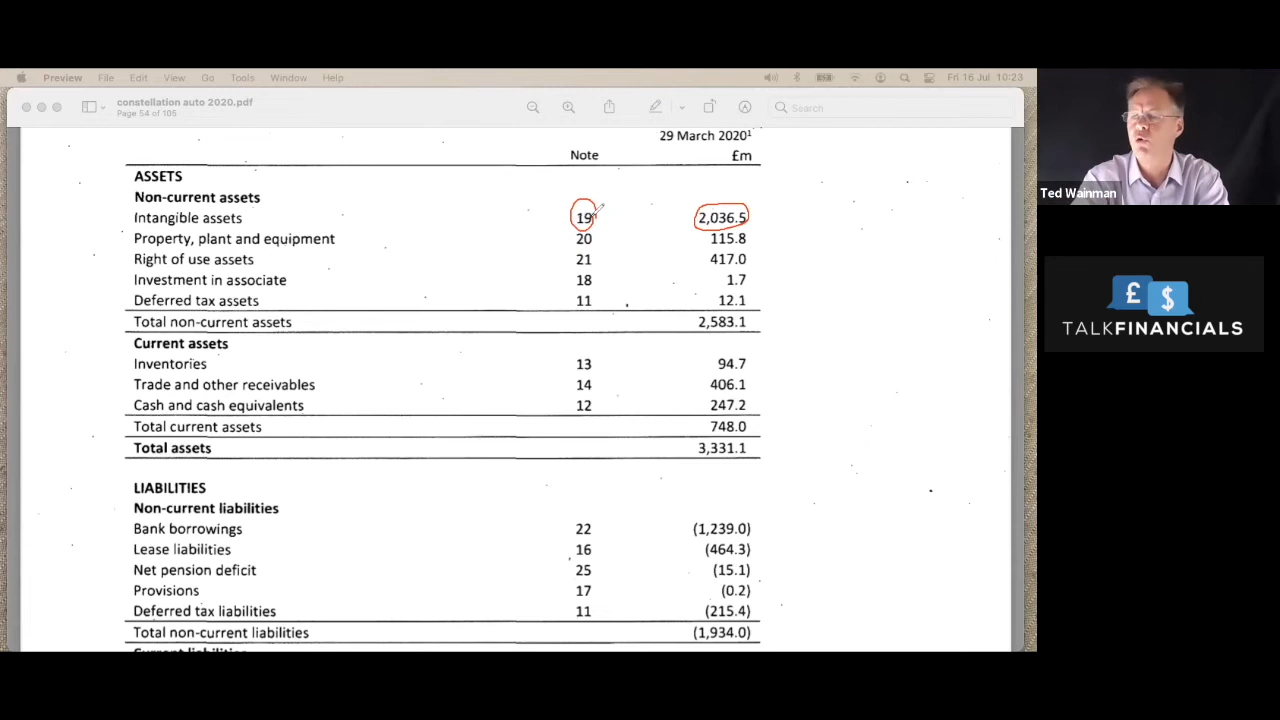 Preview File Edit View Go Tools Window Help Fri 16 Jul 10:23
constellation auto 2020.pdf
Page 54 of 105
Search
29 March 2020¹
Note £m
ASSETS
Non-current assets
Intangible assets 19 2,036.5
Property, plant and equipment 20 115.8
Right of use assets 21 417.0
Investment in associate 18 1.7
Deferred tax assets 11 12.1
Total non-current assets 2,583.1
Current assets
Inventories 13 94.7
Trade and other receivables 14 406.1
Cash and cash equivalents 12 247.2
Total current assets 748.0
Total assets 3,331.1
LIABILITIES
Non-current liabilities
Bank borrowings 22 (1,239.0)
Lease liabilities 16 (464.3)
Net pension deficit 25 (15.1)
Provisions 17 (0.2)
Deferred tax liabilities 11 (215.4)
Total non-current liabilities (1,934.0)
Ted Wainman
£ $
TALKFINANCIALS